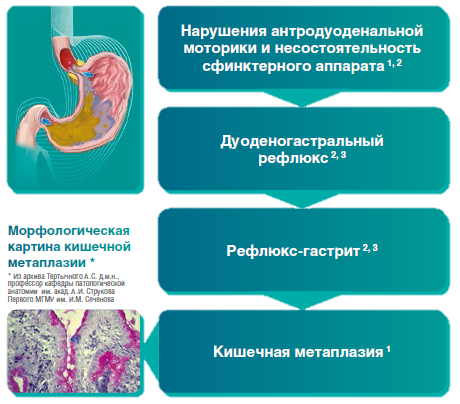 Нарушения антродуоденальной
моторики и несостоятельность
сфинктерного аппарата 1, 2
Дуоденогастральный
рефлюкс 2, 3
Рефлюкс-гастрит 2, 3
Кишечная метаплазия 1
Морфологическая
картина кишечной
метаплазии *
* Из архива Тертычного А.С. д.м.н.,
профессор кафедры патологической
анатомии им. акад. А.И. Струкова
Первого МГМУ им. И.М. Сеченова